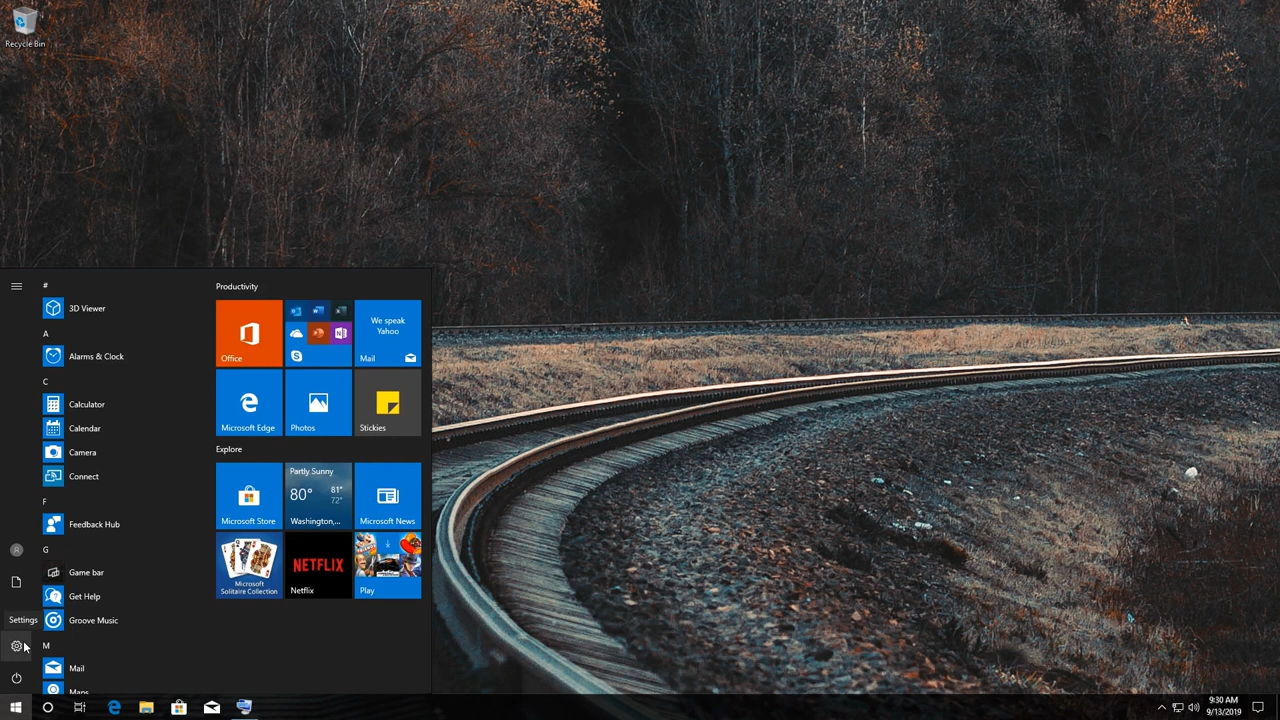 Recycle Bin
#
3D Viewer
A
Alarms & Clock
C
Calculator
Calendar
Camera
Connect
F
Feedback Hub
G
Game bar
Get Help
Groove Music
Settings
M
Mail
Maps
Productivity
Office
We speak
Yahoo
Mail
Microsoft Edge
Photos
Stickies
Explore
Microsoft Store
Partly Sunny
80° 81°
72°
Washington,...
Microsoft News
Microsoft
Solitaire Collection
NETFLIX
Netflix
Play
9:30 AM
9/13/2019